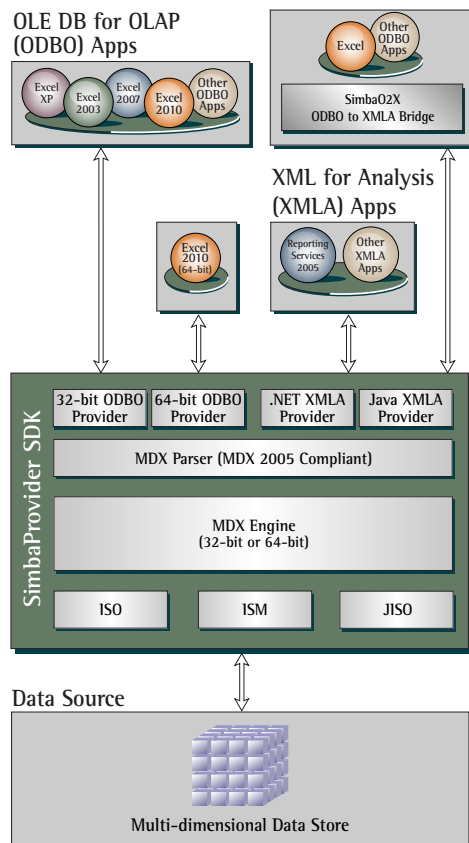 OLE DB for OLAP
(ODBO) Apps
Excel
XP
Excel
2003
Excel
2007
Excel
2010
Other
ODBO
Apps
Excel
Other
ODBO
Apps
SimbaO2X
ODBO to XMLA Bridge
XML for Analysis
(XMLA) Apps
Excel
2010
(64-bit)
Reporting
Services
2005
Other
XMLA
Apps
SimbaProvider SDK
32-bit ODBO
Provider
64-bit ODBO
Provider
.NET XMLA
Provider
Java XMLA
Provider
MDX Parser (MDX 2005 Compliant)
MDX Engine
(32-bit or 64-bit)
ISO
ISM
JISO
Data Source
Multi-dimensional Data Store